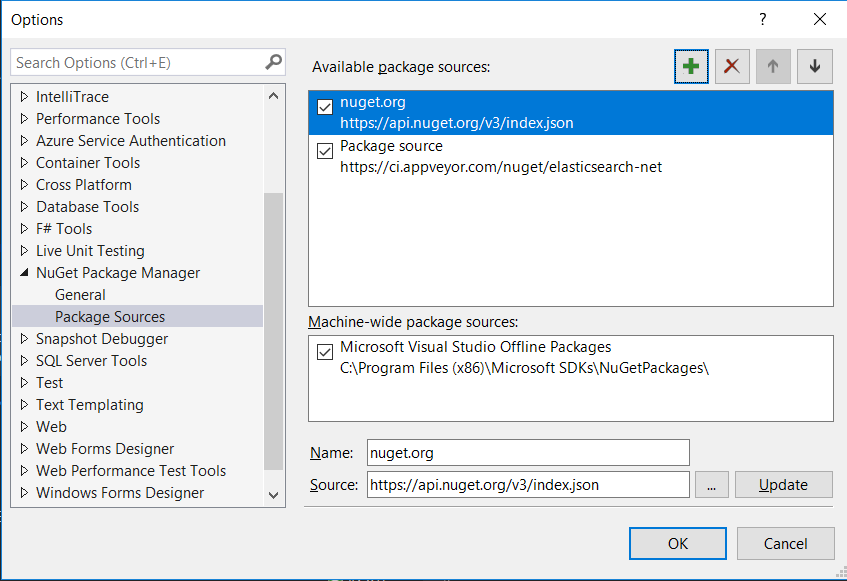 Options
?
Search Options (Ctrl+E)
IntelliTrace
Performance Tools
Azure Service Authentication
Container Tools
Cross Platform
Database Tools
F# Tools
Live Unit Testing
NuGet Package Manager
General
Package Sources
Snapshot Debugger
SQL Server Tools
Test
Text Templating
Web
Web Forms Designer
Web Performance Test Tools
Windows Forms Designer
Available package sources:
nuget.org
https://api.nuget.org/v3/index.json
Package source
https://ci.appveyor.com/nuget/elasticsearch-net
Machine-wide package sources:
Microsoft Visual Studio Offline Packages
C:\Program Files (x86)\Microsoft SDKs\NuGetPackages\
Name: nuget.org
Source: https://api.nuget.org/v3/index.json ... Update
OK Cancel